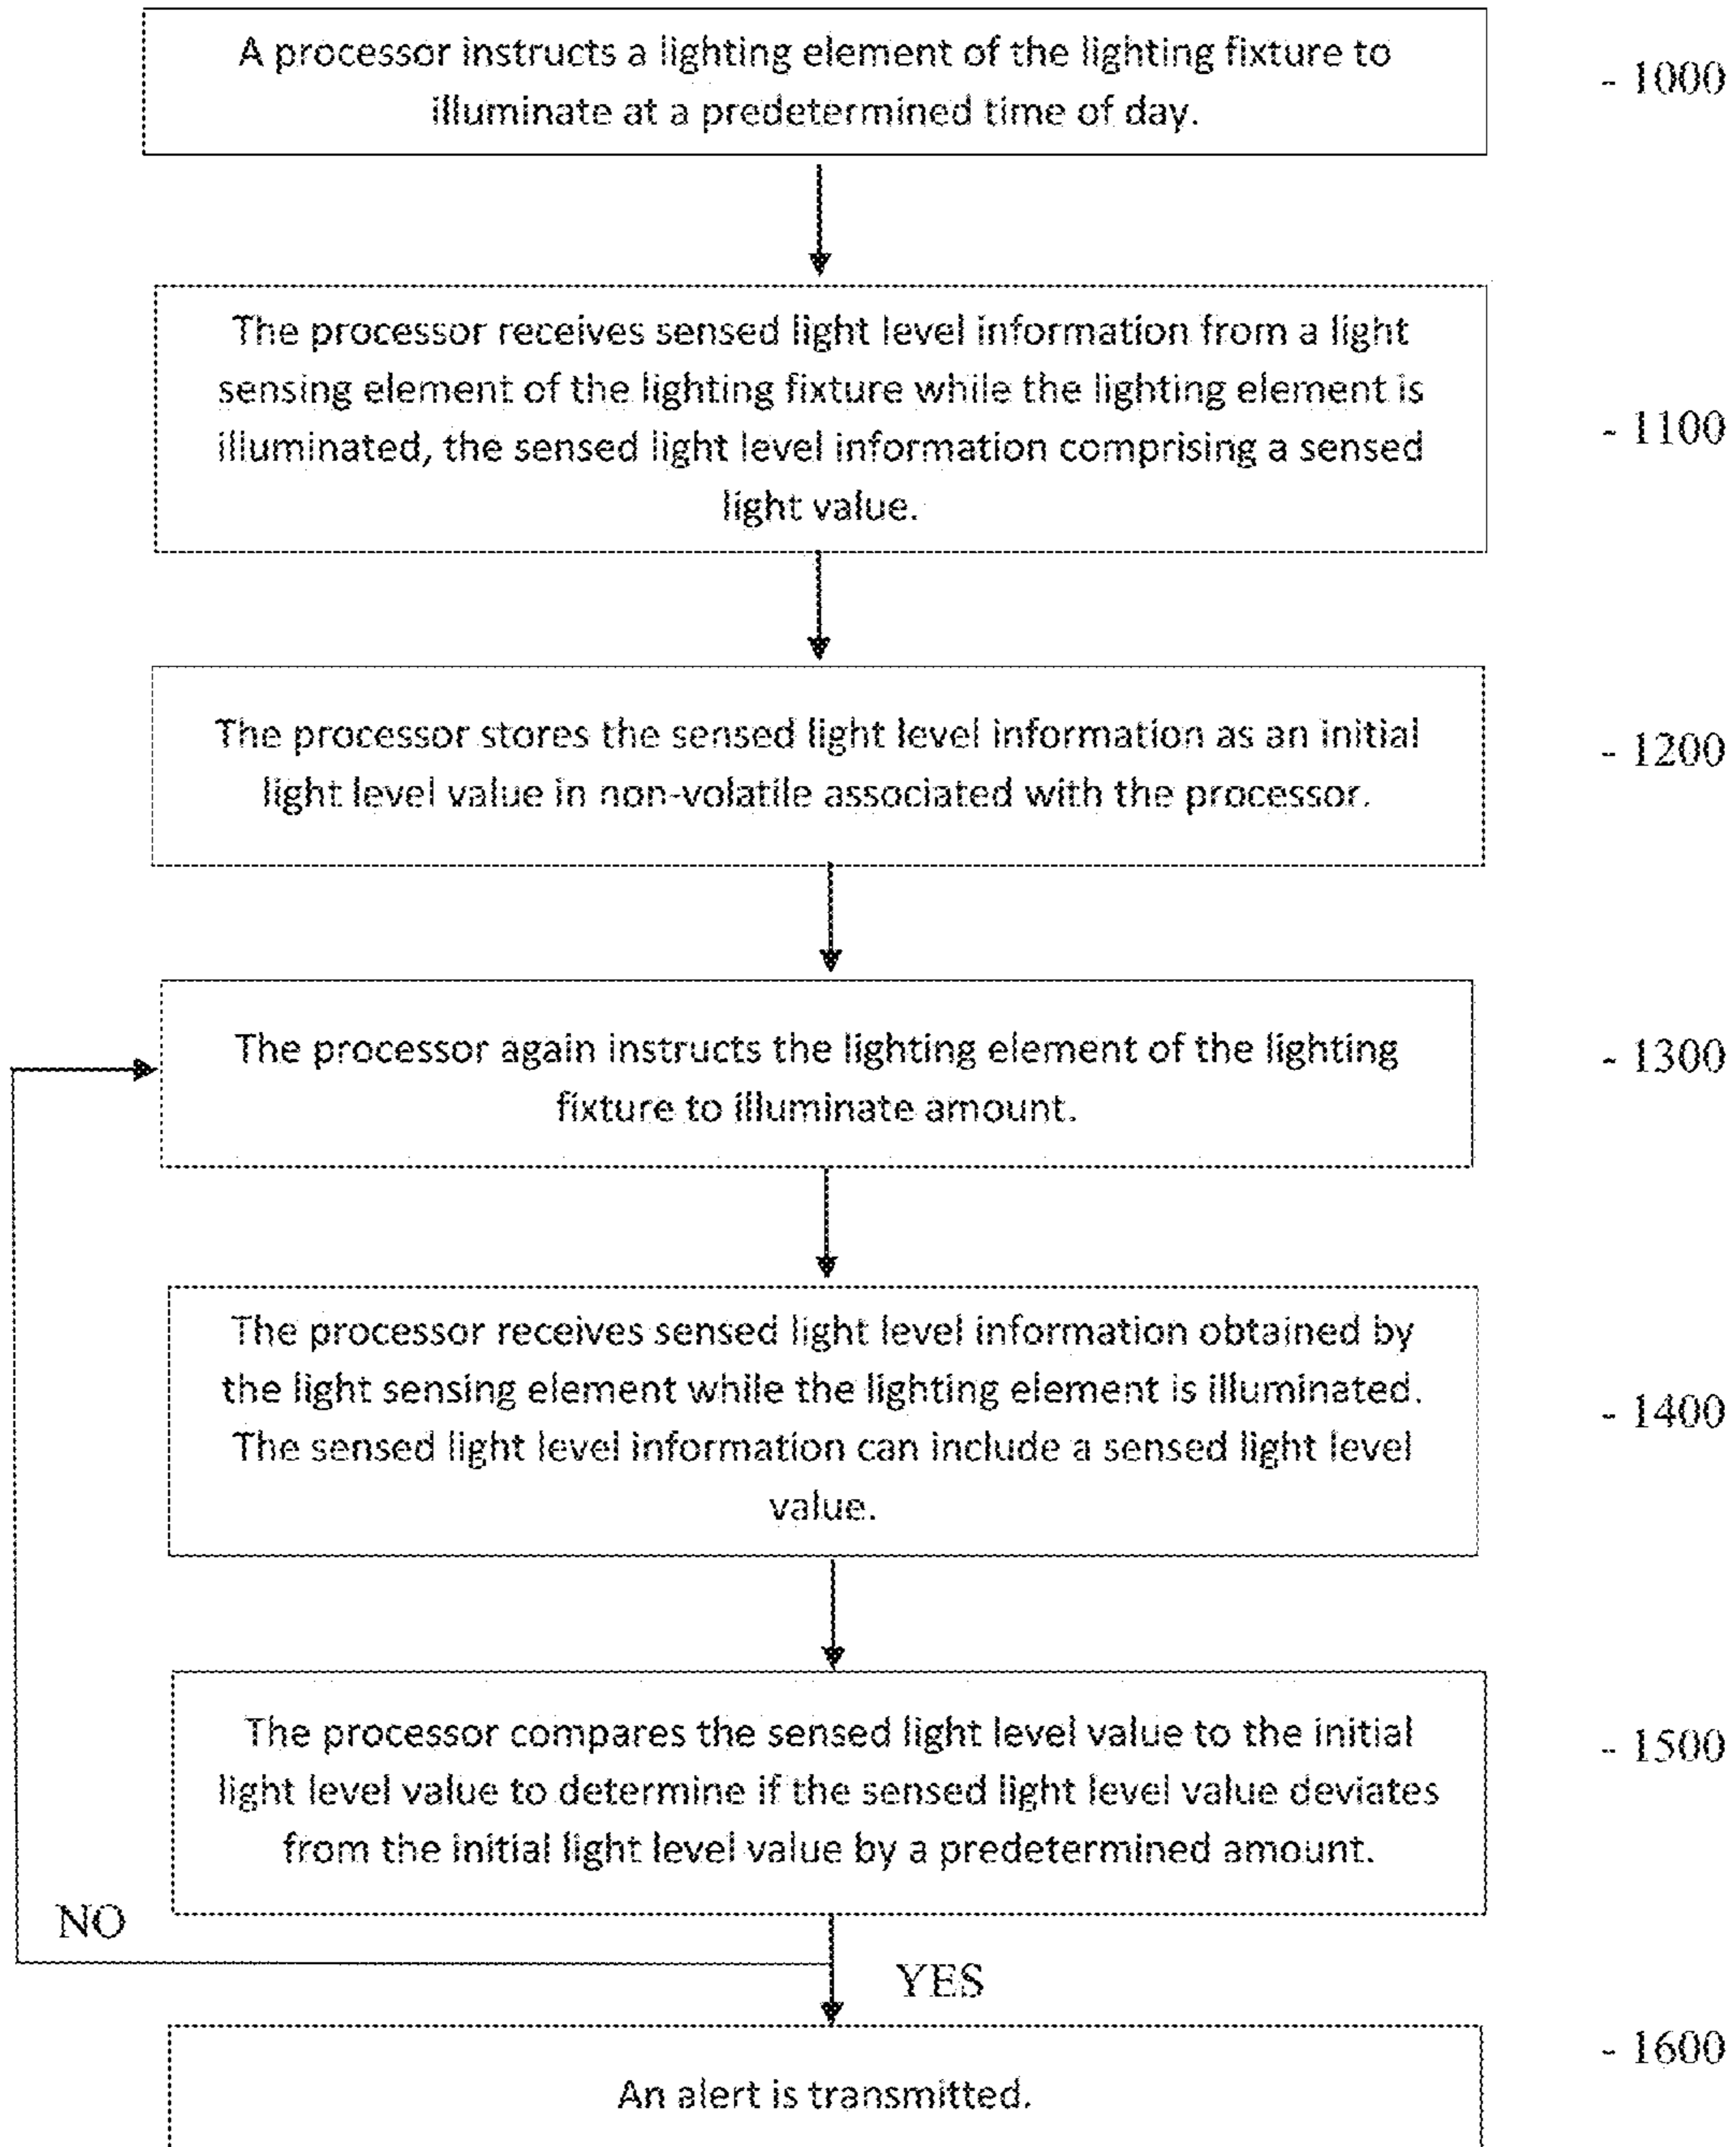 A processor instructs a lighting element of the lighting fixture to
illuminate at a predetermined time of day.
- 1000
The processor receives sensed light level information from a light
sensing element of the lighting fixture while the lighting element is
illuminated, the sensed light level information comprising a sensed
light value.
- 1100
The processor stores the sensed light level information as an initial
light level value in non-volatile associated with the processor.
- 1200
The processor again instructs the lighting element of the lighting
fixture to illuminate amount.
- 1300
The processor receives sensed light level information obtained by
the light sensing element while the lighting element is illuminated.
The sensed light level information can include a sensed light level
value.
- 1400
The processor compares the sensed light level value to the initial
light level value to determine if the sensed light level value deviates
from the initial light level value by a predetermined amount.
- 1500
NO
YES
An alert is transmitted.
- 1600